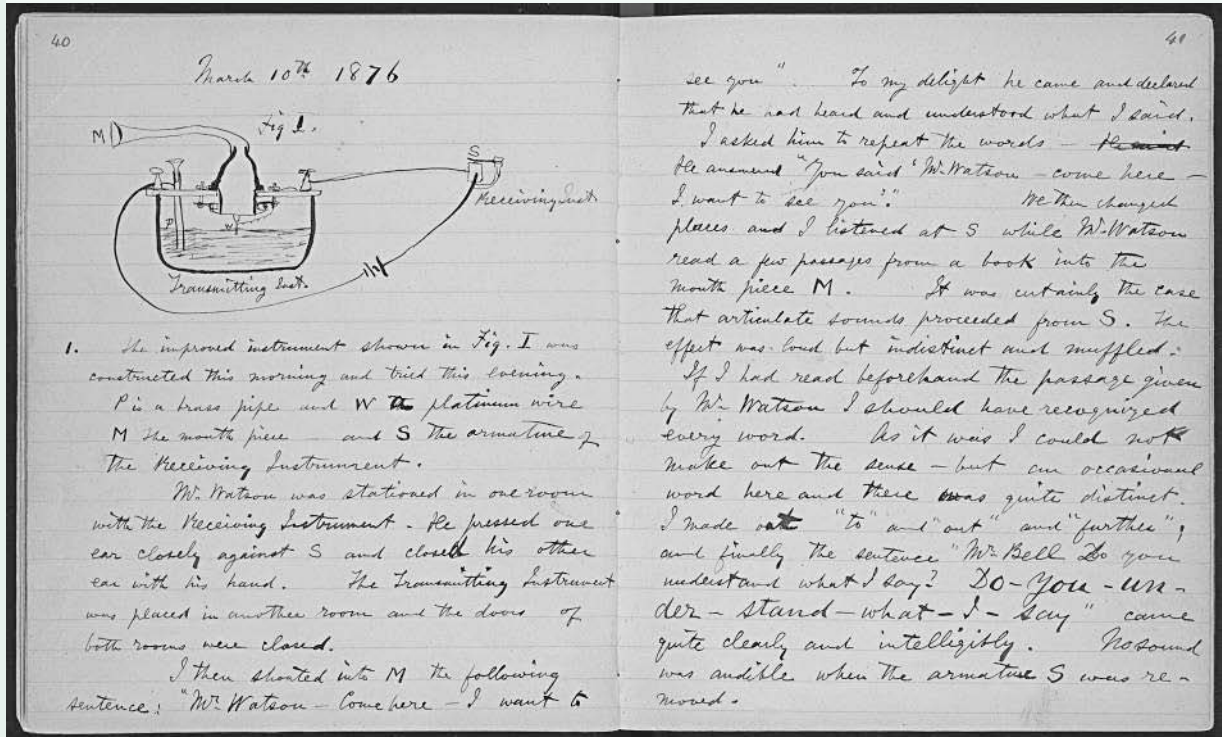 40
March 10th 1876
Fig 1.
M
S
Receiving Inst.
P
W
Transmitting Inst.
1. The improved instrument shown in Fig. I was
constructed this morning and tried this evening.
P is a brass pipe and W a platinum wire
M the mouth piece and S the armature of
the Receiving Instrument.
Mr. Watson was stationed in one room
with the Receiving Instrument. He pressed one
ear closely against S and closed his other
ear with his hand. The Transmitting Instrument
was placed in another room and the doors of
both rooms were closed.
I then shouted into M the following
sentence: "Mr. Watson – Come here – I want to
41
see you". To my delight he came and declared
that he had heard and understood what I said.
I asked him to repeat the words –
He answered "You said 'Mr. Watson – come here –
I want to see you'." We then changed
places and I listened at S while Mr. Watson
read a few passages from a book into the
mouth piece M. It was certainly the case
that articulate sounds proceeded from S. The
effect was loud but indistinct and muffled.
If I had read beforehand the passage given
by Mr. Watson I should have recognized
every word. As it was I could not
make out the sense – but an occasional
word here and there was quite distinct.
I made out "to" and "out" and "further";
and finally the sentence "Mr. Bell Do you
understand what I say? Do – you – un –
der – stand – what – I – say" came
quite clearly and intelligibly. No sound
was audible when the armature S was re –
moved.